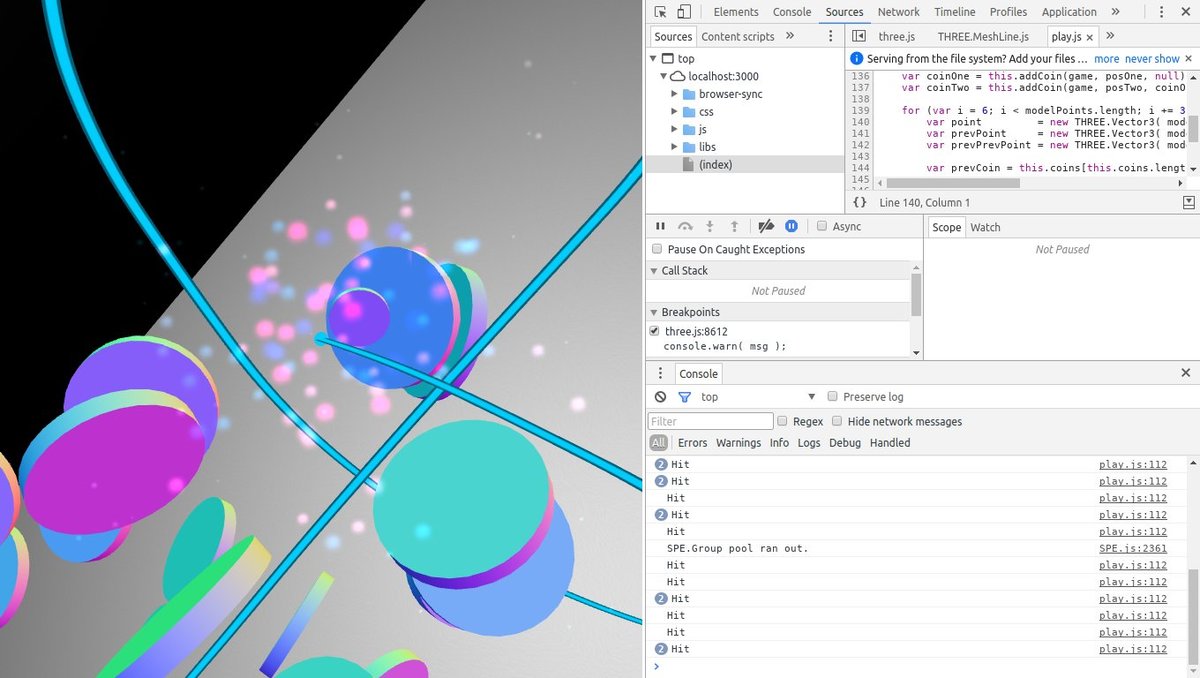 Elements Console Sources Network Timeline Profiles Application »
Sources Content scripts »
three.js THREE.MeshLine.js play.js × »
top
localhost:3000
browser-sync
css
js
libs
(index)
Serving from the file system? Add your files ... more never show ×
136 var coinOne = this.addCoin(game, posOne, null)
137 var coinTwo = this.addCoin(game, posTwo, coinO
138
139 for (var i = 6; i < modelPoints.length; i += 3
140 var point = new THREE.Vector3( mod
141 var prevPoint = new THREE.Vector3( mod
142 var prevPrevPoint = new THREE.Vector3( mod
143
144 var prevCoin = this.coins[this.coins.lengt
145
{} Line 140, Column 1
Async
Pause On Caught Exceptions
Call Stack
Not Paused
Breakpoints
three.js:8612
console.warn( msg );
Scope Watch
Not Paused
Console
top Preserve log
Filter Regex Hide network messages
All Errors Warnings Info Logs Debug Handled
2 Hit play.js:112
2 Hit play.js:112
Hit play.js:112
2 Hit play.js:112
Hit play.js:112
SPE.Group pool ran out. SPE.js:2361
Hit play.js:112
Hit play.js:112
2 Hit play.js:112
Hit play.js:112
Hit play.js:112
2 Hit play.js:112
>